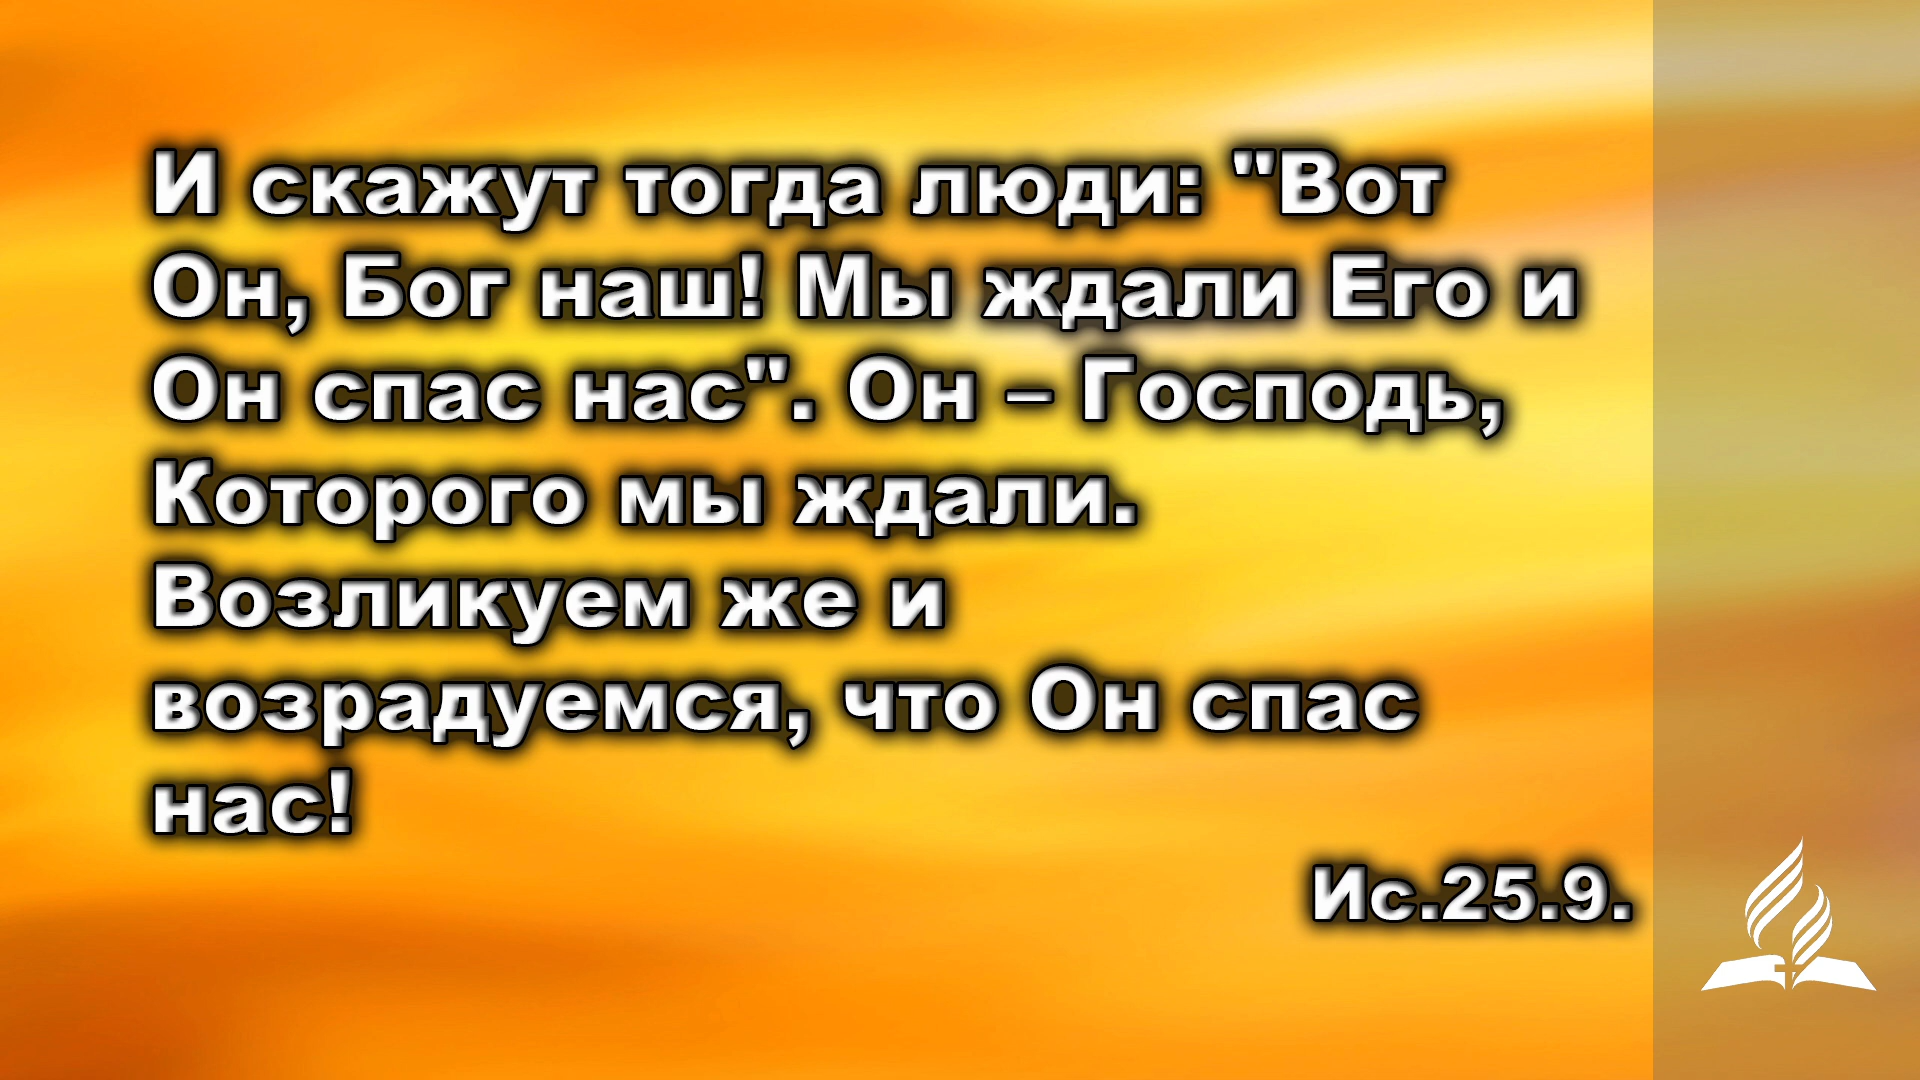 И скажут тогда люди: "Вот
Он, Бог наш! Мы ждали Его и
Он спас нас". Он – Господь,
Которого мы ждали.
Возликуем же и
возрадуемся, что Он спас
нас!
Ис.25.9.